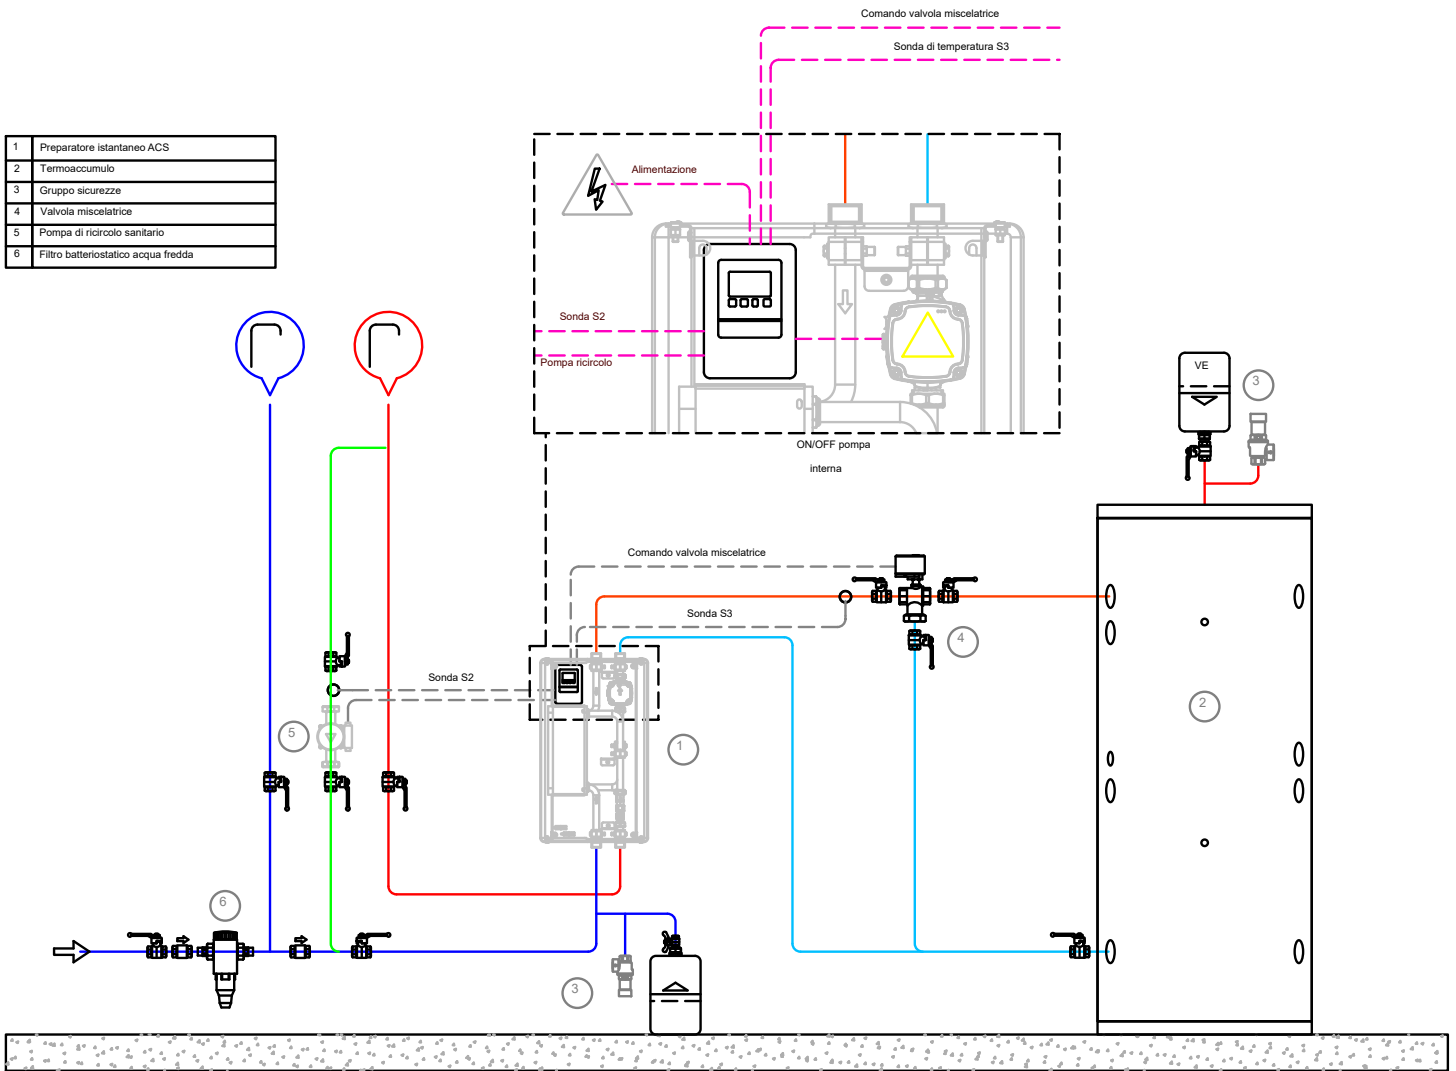 Comando valvola miscelatrice
Sonda di temperatura S3
1 Preparatore istantaneo ACS
2 Termoaccumulo
3 Gruppo sicurezze
4 Valvola miscelatrice
5 Pompa di ricircolo sanitario
6 Filtro batteriostatico acqua fredda
Alimentazione
Sonda S2
Pompa ricircolo
ON/OFF pompa
interna
VE
3
Comando valvola miscelatrice
Sonda S3
4
Sonda S2
2
5
1
6
3